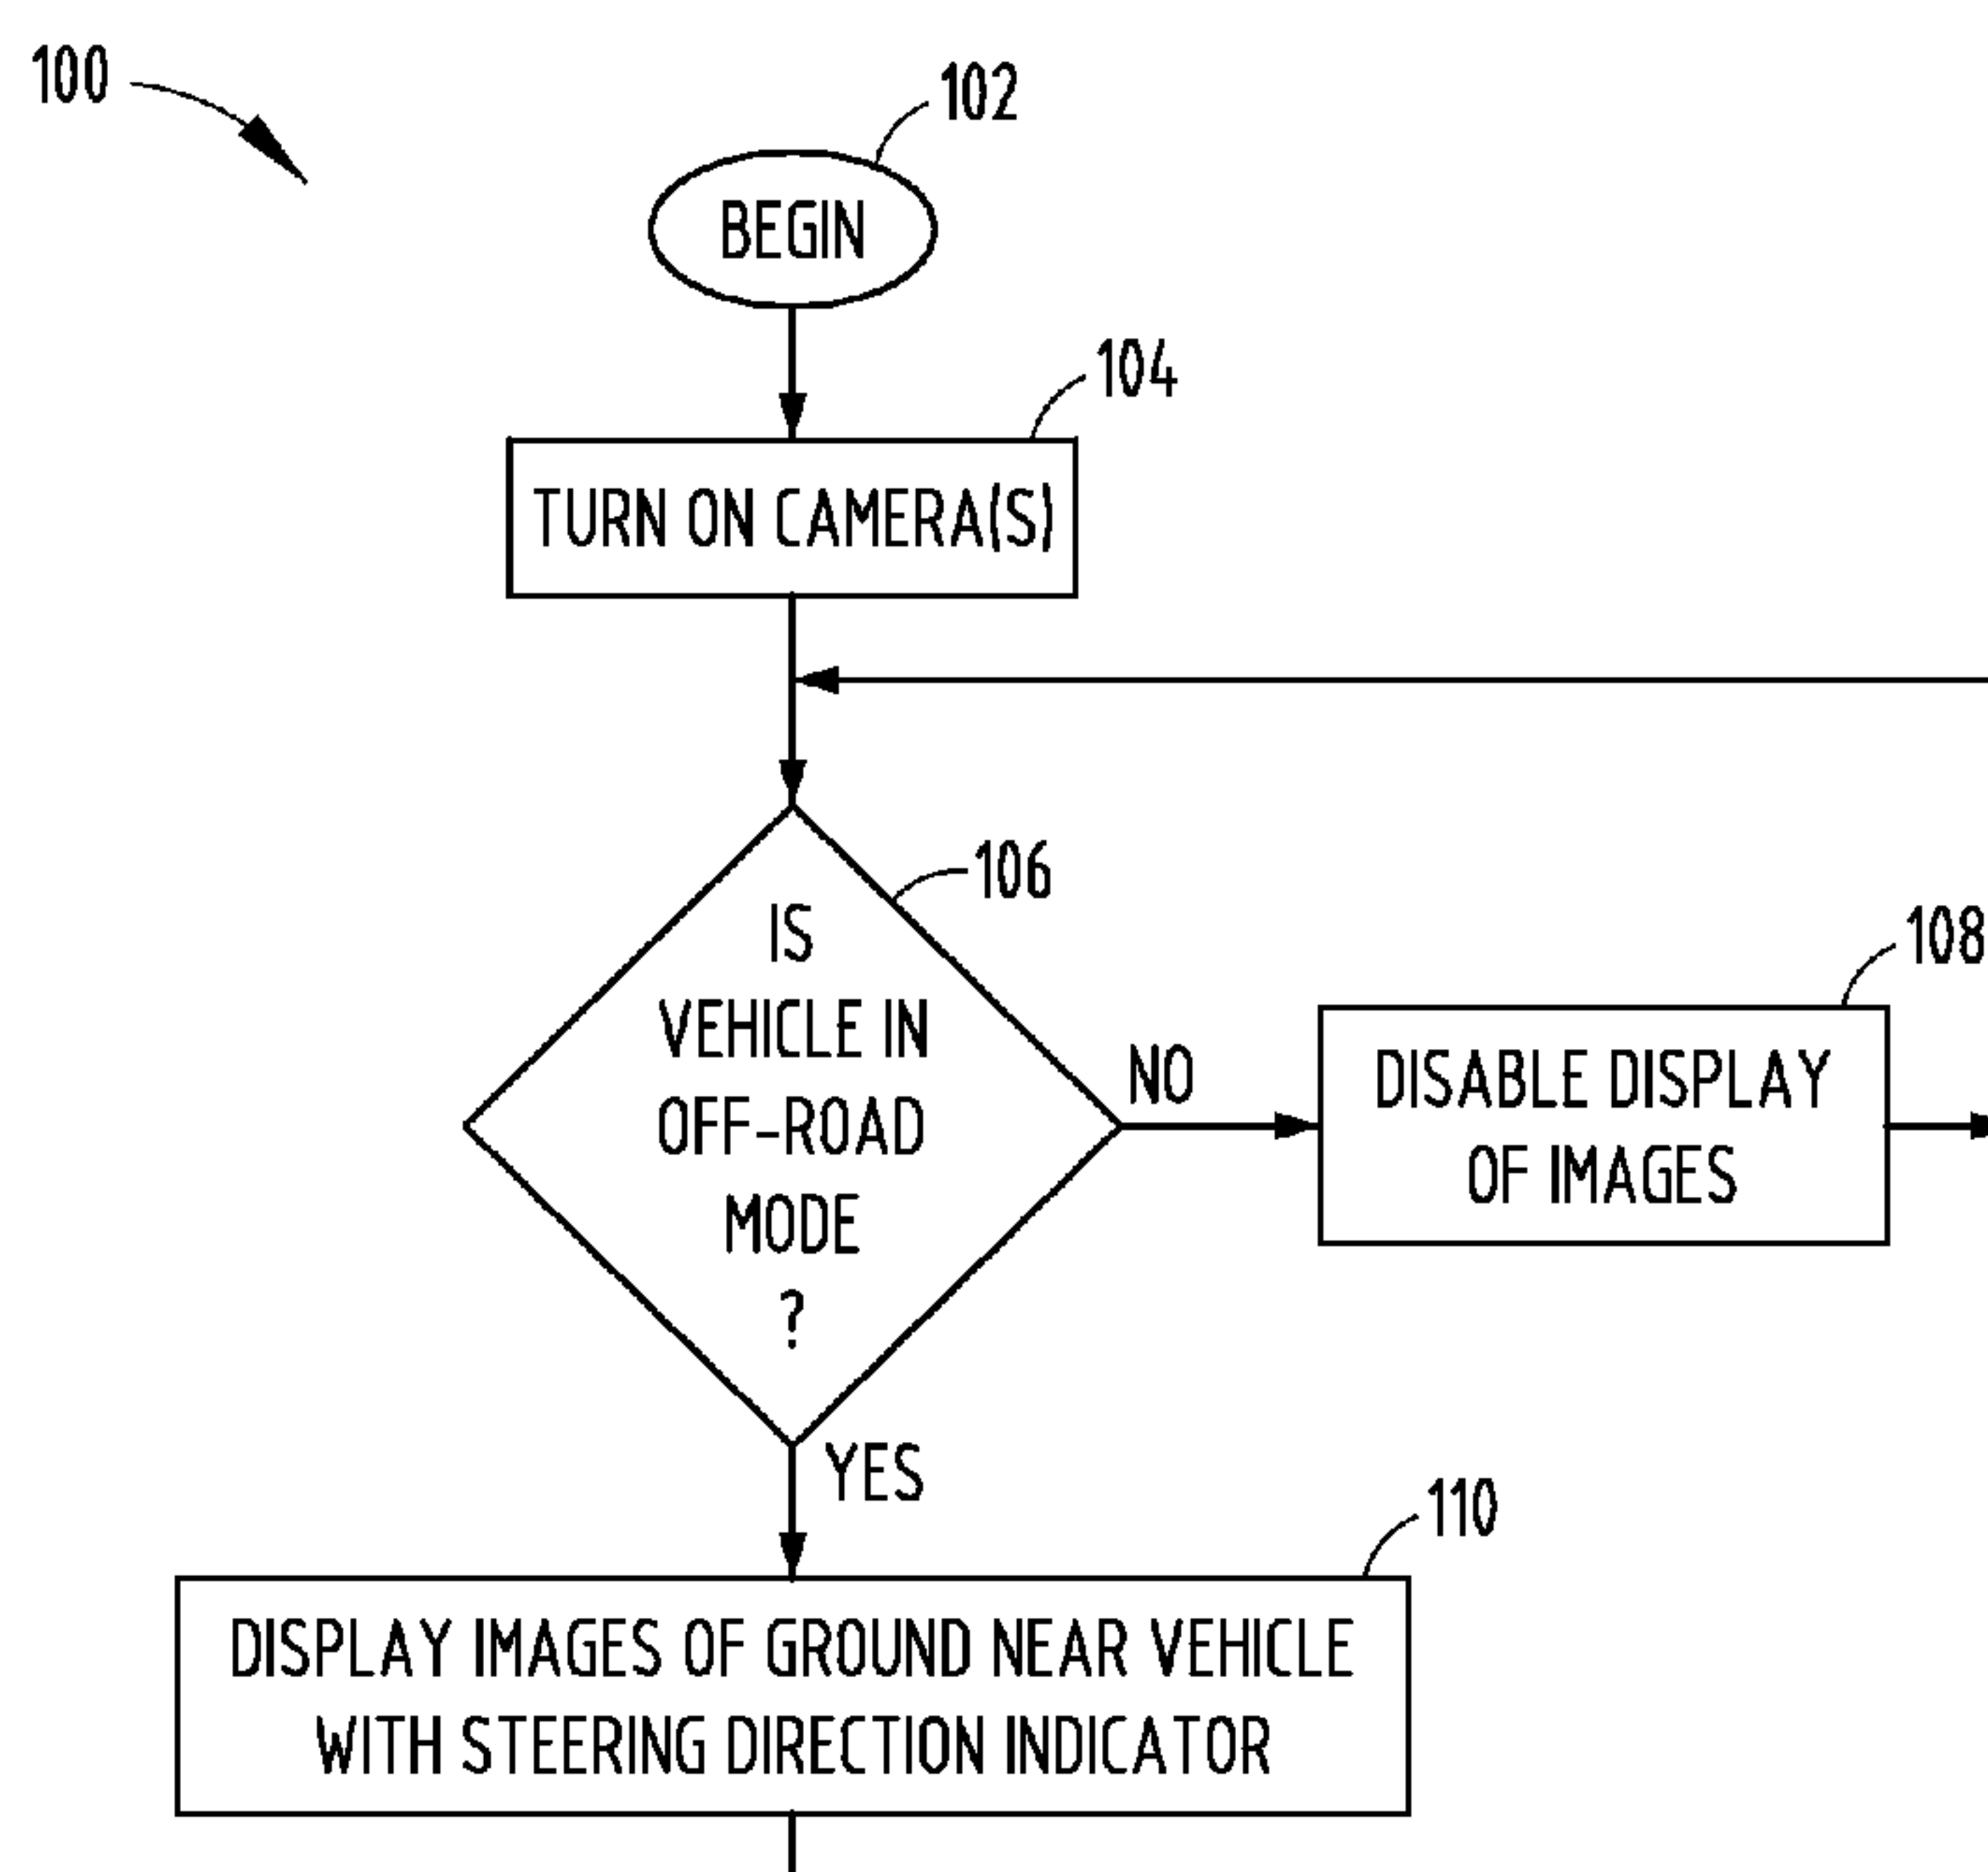 100
102
BEGIN
104
TURN ON CAMERA(S)
106
IS
VEHICLE IN
OFF-ROAD
MODE
?
NO
108
DISABLE DISPLAY
OF IMAGES
YES
110
DISPLAY IMAGES OF GROUND NEAR VEHICLE
WITH STEERING DIRECTION INDICATOR